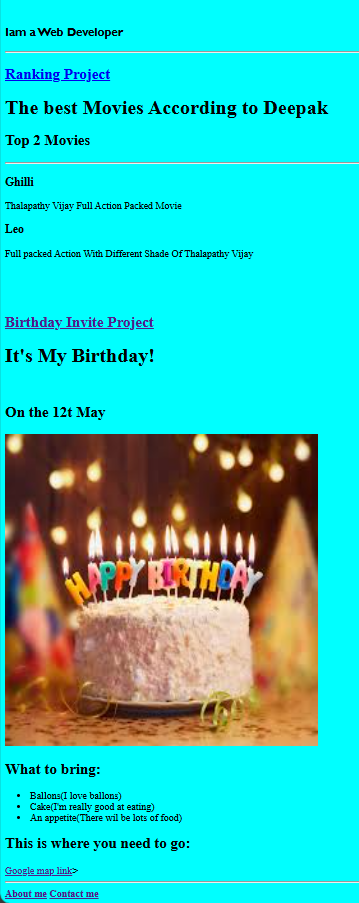 Iam a Web Developer
Ranking Project
The best Movies According to Deepak
Top 2 Movies
Ghilli
Thalapathy Vijay Full Action Packed Movie
Leo
Full packed Action With Different Shade Of Thalapathy Vijay
Birthday Invite Project
It's My Birthday!
On the 12t May
HAPPY BIRTHDAY
What to bring:
• Ballons(I love ballons)
• Cake(I'm really good at eating)
• An appetite(There wil be lots of food)
This is where you need to go:
Google map link>
About me Contact me